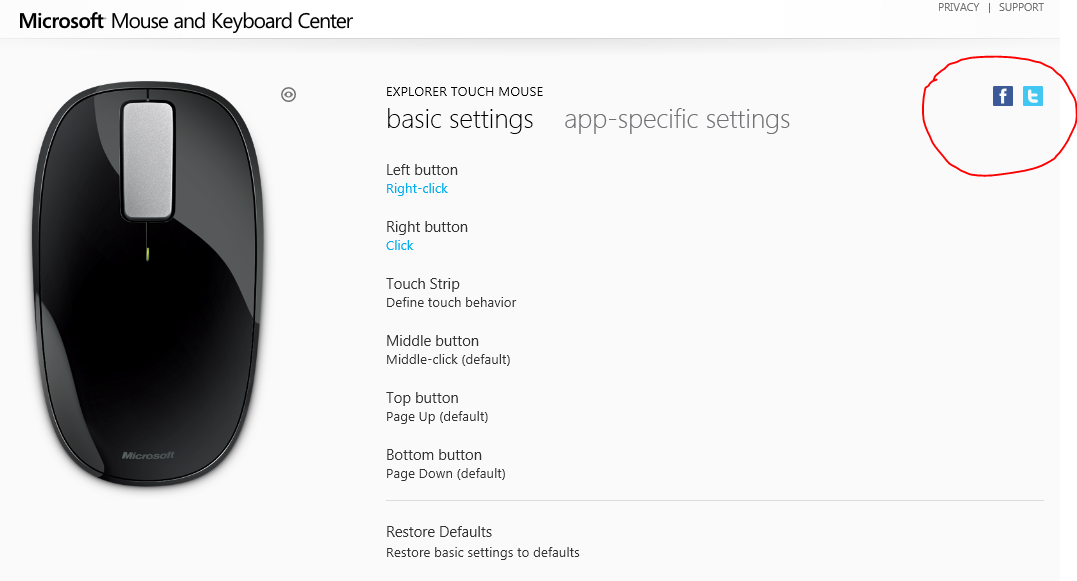 Microsoft Mouse and Keyboard Center
PRIVACY | SUPPORT
EXPLORER TOUCH MOUSE
basic settings app-specific settings
Left button
Right-click
Right button
Click
Touch Strip
Define touch behavior
Middle button
Middle-click (default)
Top button
Page Up (default)
Bottom button
Page Down (default)
Restore Defaults
Restore basic settings to defaults
Microsoft
f t